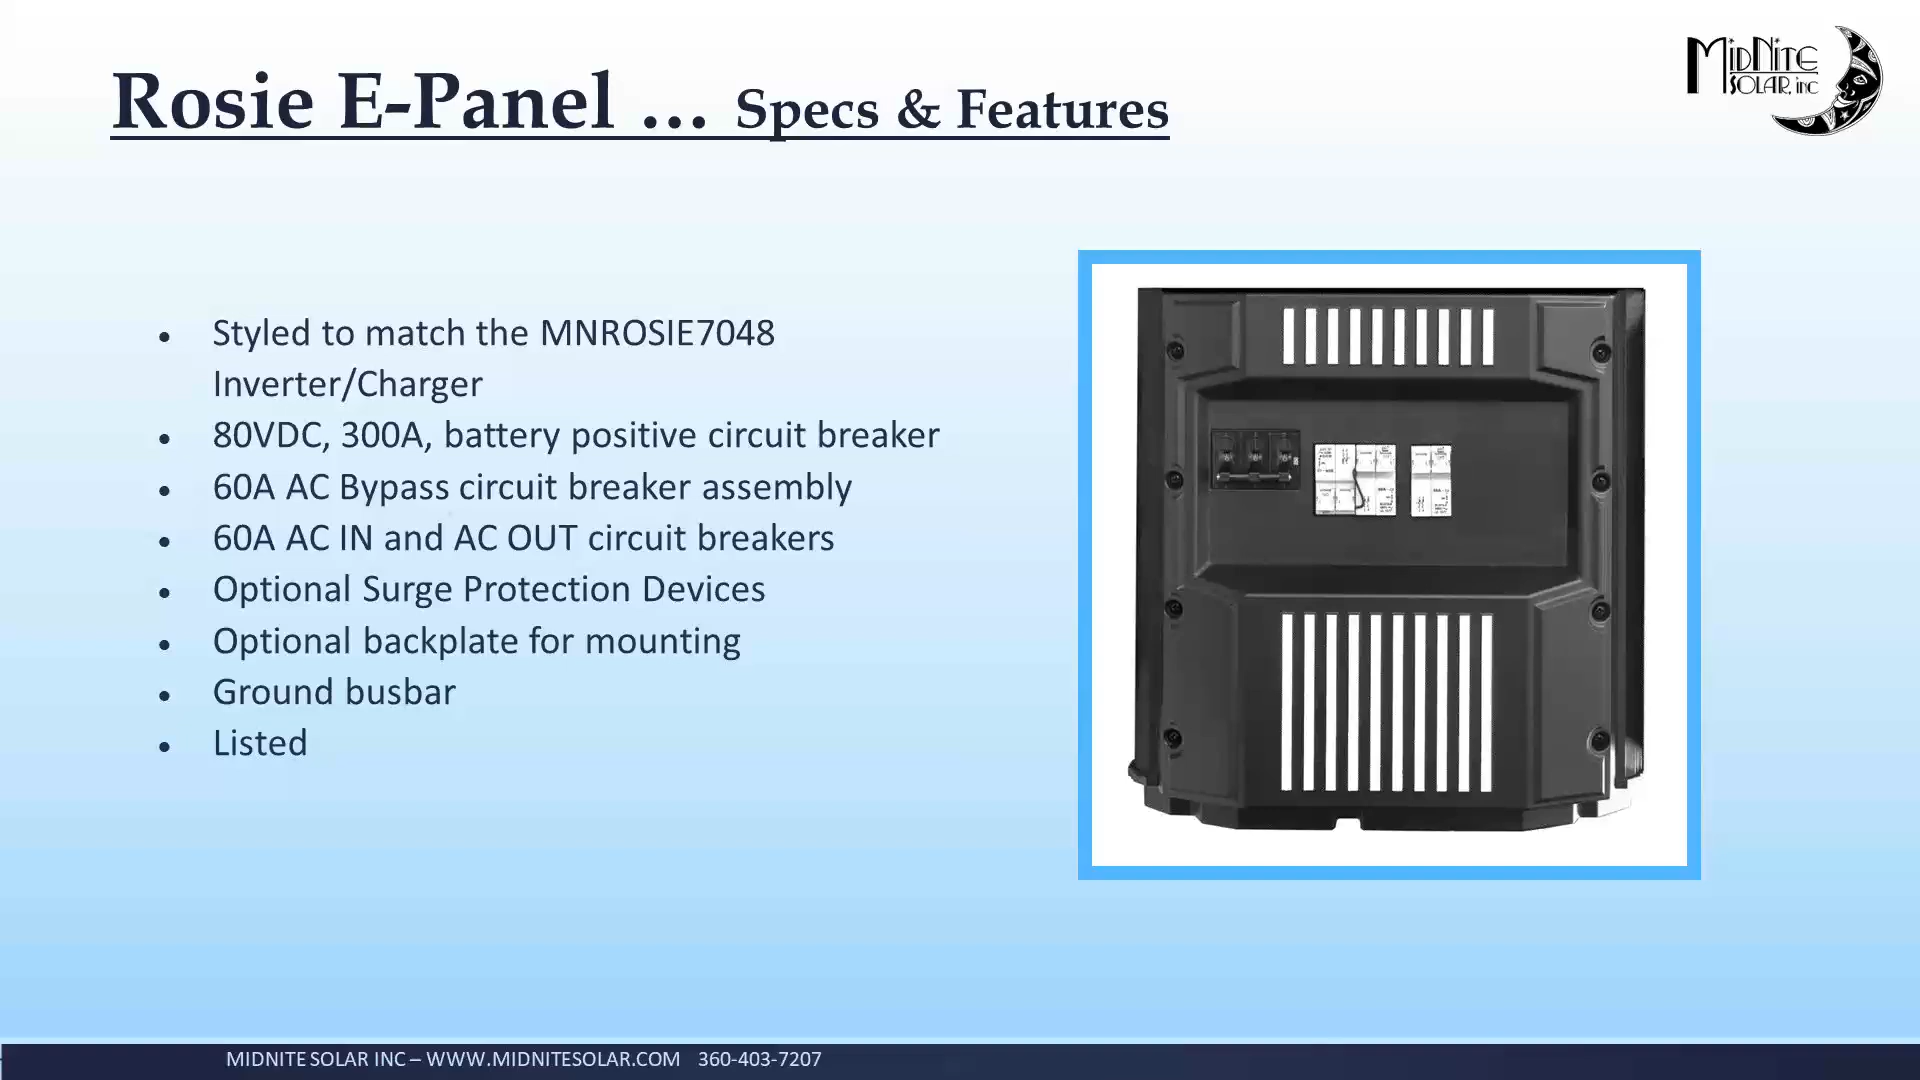 Rosie E-Panel ... Specs & Features
MIDNITE
SOLAR, INC
• Styled to match the MNROSIE7048
Inverter/Charger
• 80VDC, 300A, battery positive circuit breaker
• 60A AC Bypass circuit breaker assembly
• 60A AC IN and AC OUT circuit breakers
• Optional Surge Protection Devices
• Optional backplate for mounting
• Ground busbar
• Listed
MIDNITE SOLAR INC – WWW.MIDNITESOLAR.COM 360-403-7207